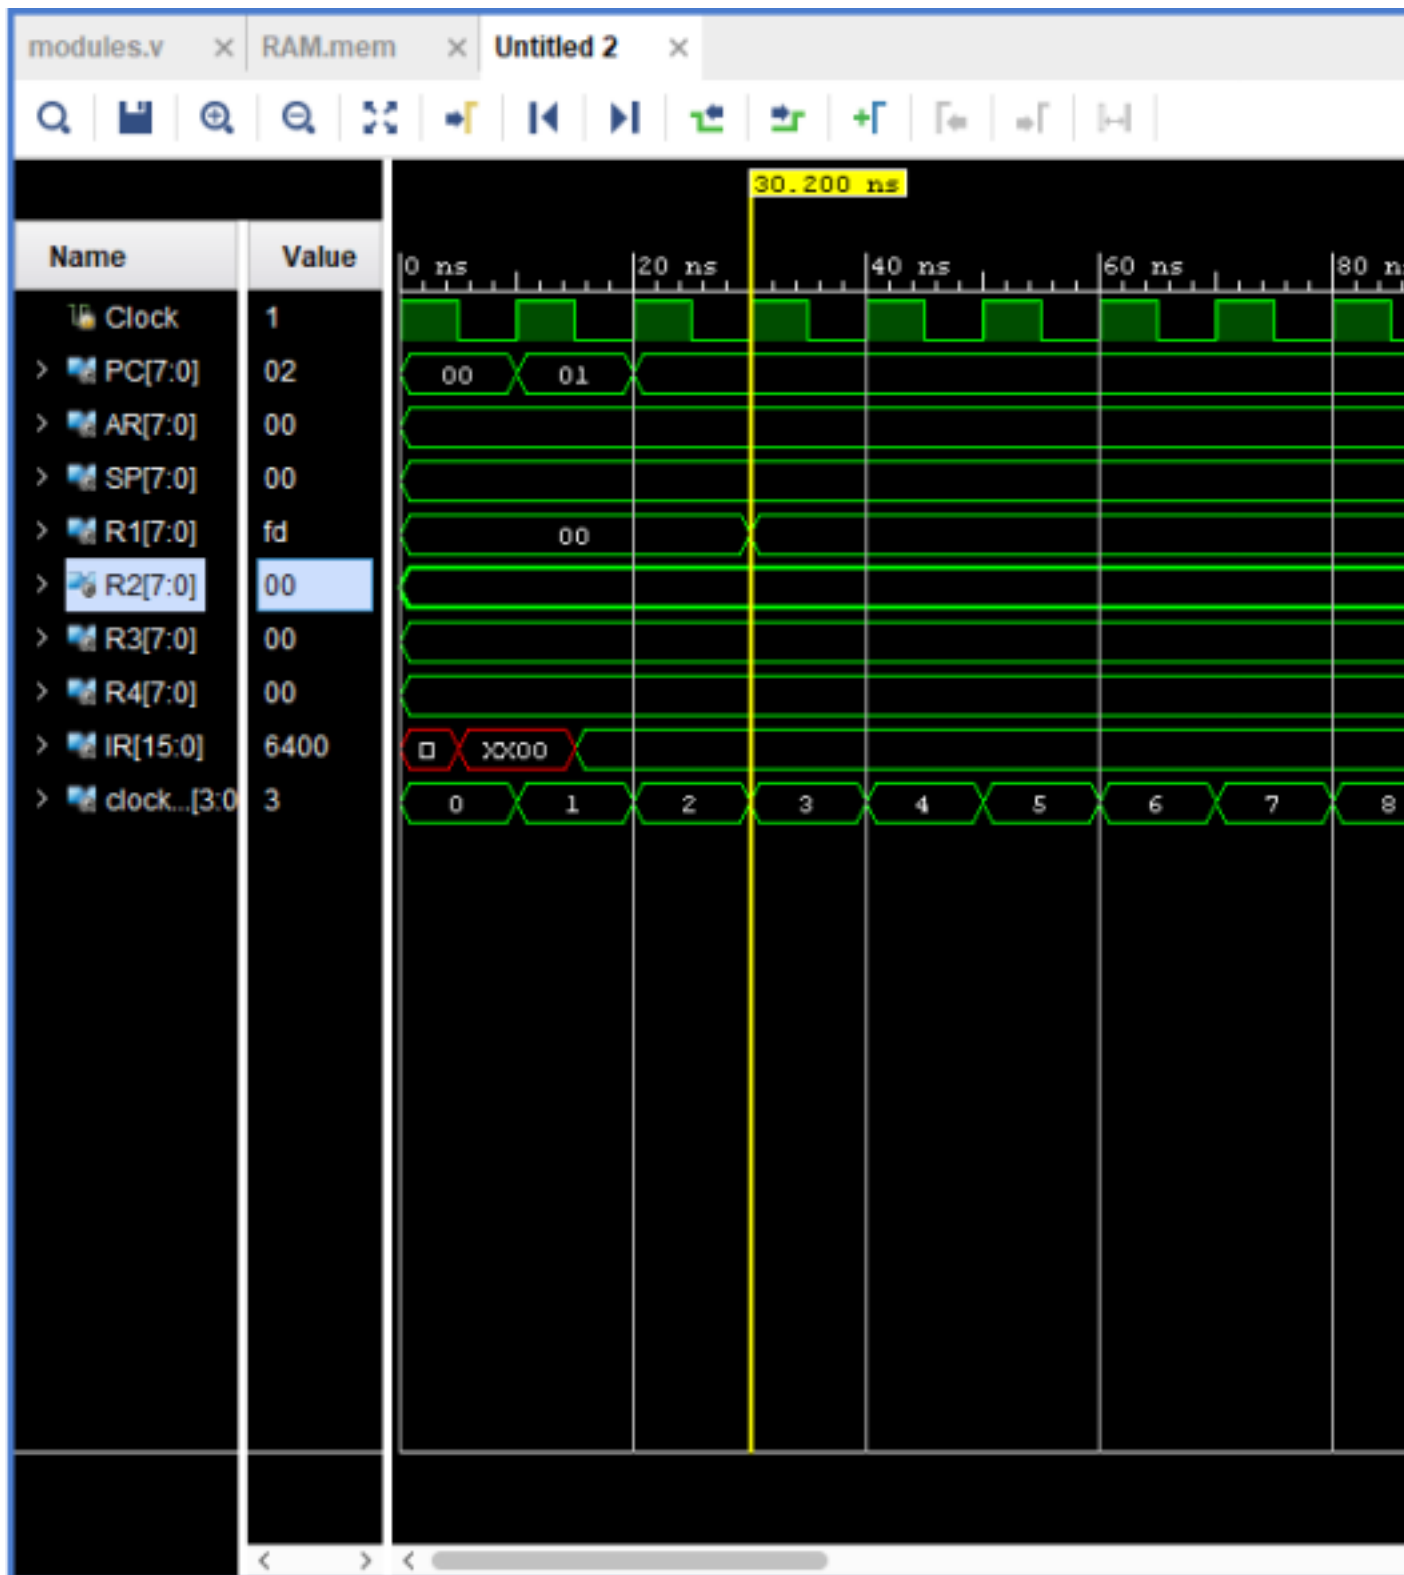 modules.v × RAM.mem × Untitled 2 ×
30.200 ns
Name Value 0 ns 20 ns 40 ns 60 ns 80 n
Clock 1
PC[7:0] 02 00 01
AR[7:0] 00
SP[7:0] 00
R1[7:0] fd 00
R2[7:0] 00
R3[7:0] 00
R4[7:0] 00
IR[15:0] 6400 XX00
clock...[3:0 3 0 1 2 3 4 5 6 7 8